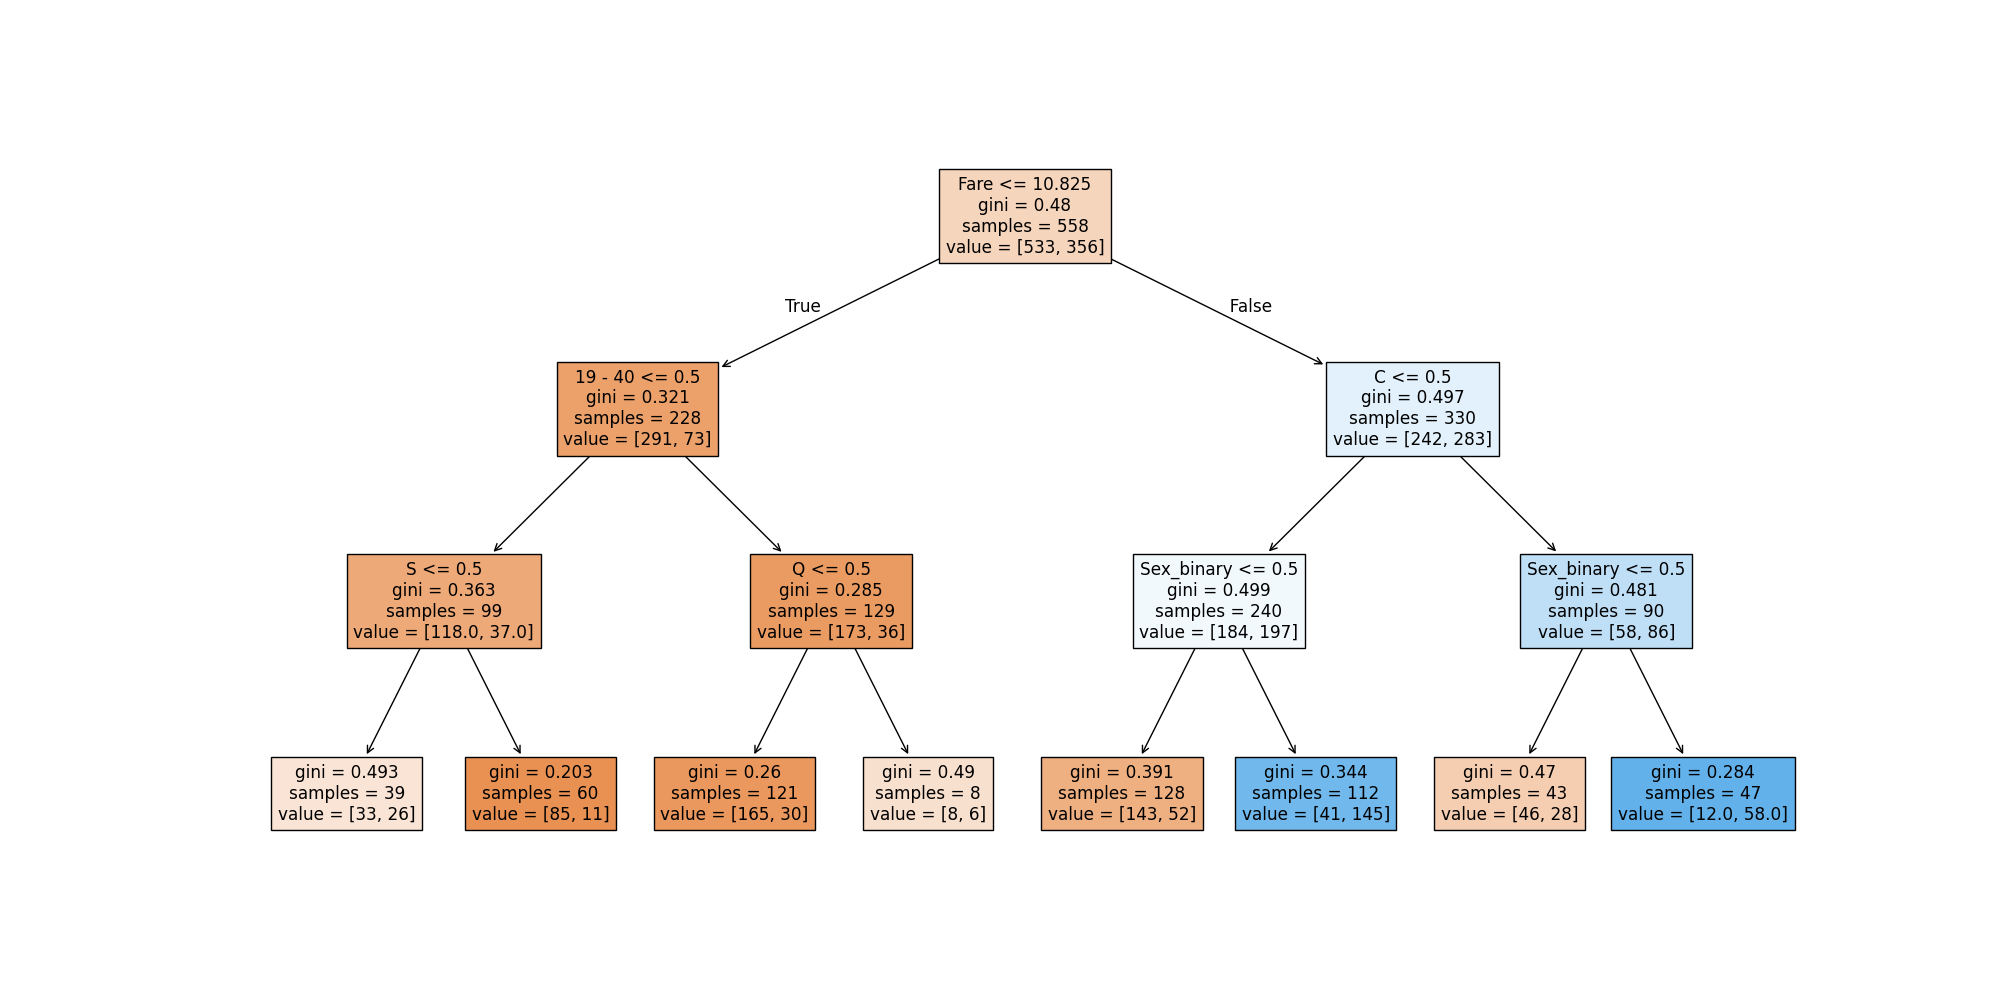 Fare <= 10.825
gini = 0.48
samples = 558
value = [533, 356]
True
False
19 - 40 <= 0.5
gini = 0.321
samples = 228
value = [291, 73]
C <= 0.5
gini = 0.497
samples = 330
value = [242, 283]
S <= 0.5
gini = 0.363
samples = 99
value = [118.0, 37.0]
Q <= 0.5
gini = 0.285
samples = 129
value = [173, 36]
Sex_binary <= 0.5
gini = 0.499
samples = 240
value = [184, 197]
Sex_binary <= 0.5
gini = 0.481
samples = 90
value = [58, 86]
gini = 0.493
samples = 39
value = [33, 26]
gini = 0.203
samples = 60
value = [85, 11]
gini = 0.26
samples = 121
value = [165, 30]
gini = 0.49
samples = 8
value = [8, 6]
gini = 0.391
samples = 128
value = [143, 52]
gini = 0.344
samples = 112
value = [41, 145]
gini = 0.47
samples = 43
value = [46, 28]
gini = 0.284
samples = 47
value = [12.0, 58.0]